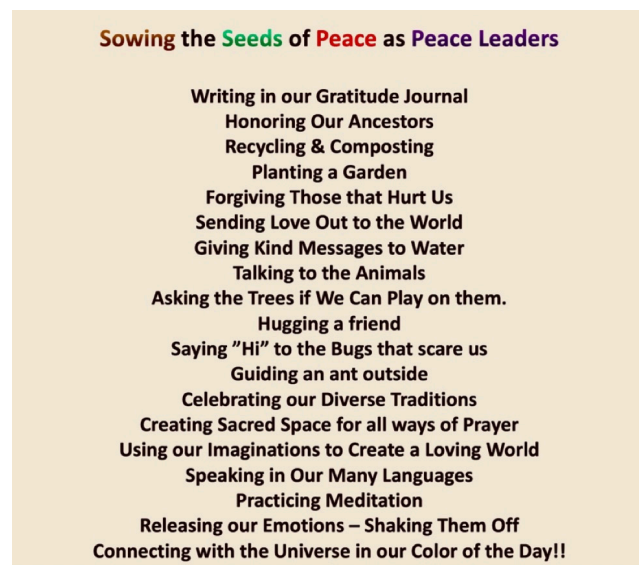 Sowing the Seeds of Peace as Peace Leaders
Writing in our Gratitude Journal
Honoring Our Ancestors
Recycling & Composting
Planting a Garden
Forgiving Those that Hurt Us
Sending Love Out to the World
Giving Kind Messages to Water
Talking to the Animals
Asking the Trees if We Can Play on them.
Hugging a friend
Saying ”Hi” to the Bugs that scare us
Guiding an ant outside
Celebrating our Diverse Traditions
Creating Sacred Space for all ways of Prayer
Using our Imaginations to Create a Loving World
Speaking in Our Many Languages
Practicing Meditation
Releasing our Emotions – Shaking Them Off
Connecting with the Universe in our Color of the Day!!